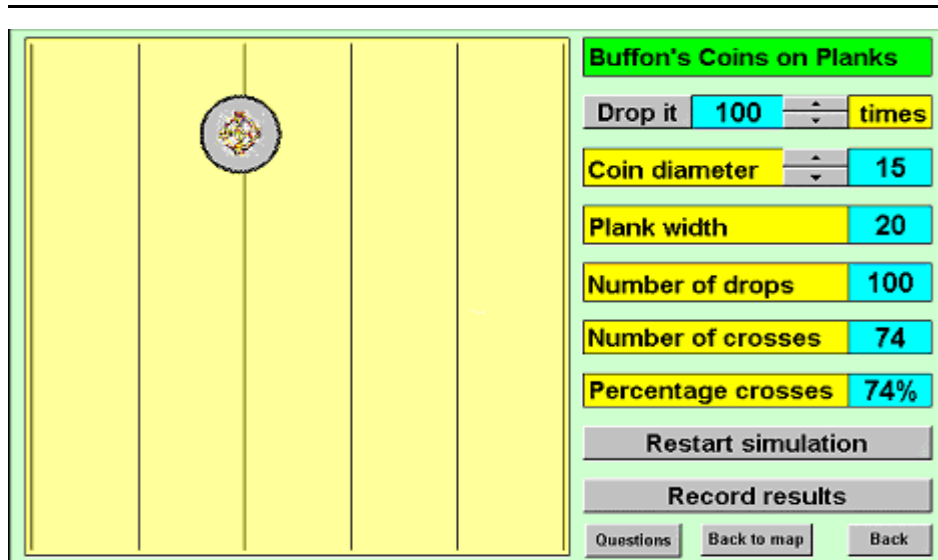 Buffon's Coins on Planks
Drop it 100 times
Coin diameter 15
Plank width 20
Number of drops 100
Number of crosses 74
Percentage crosses 74%
Restart simulation
Record results
Questions Back to map Back